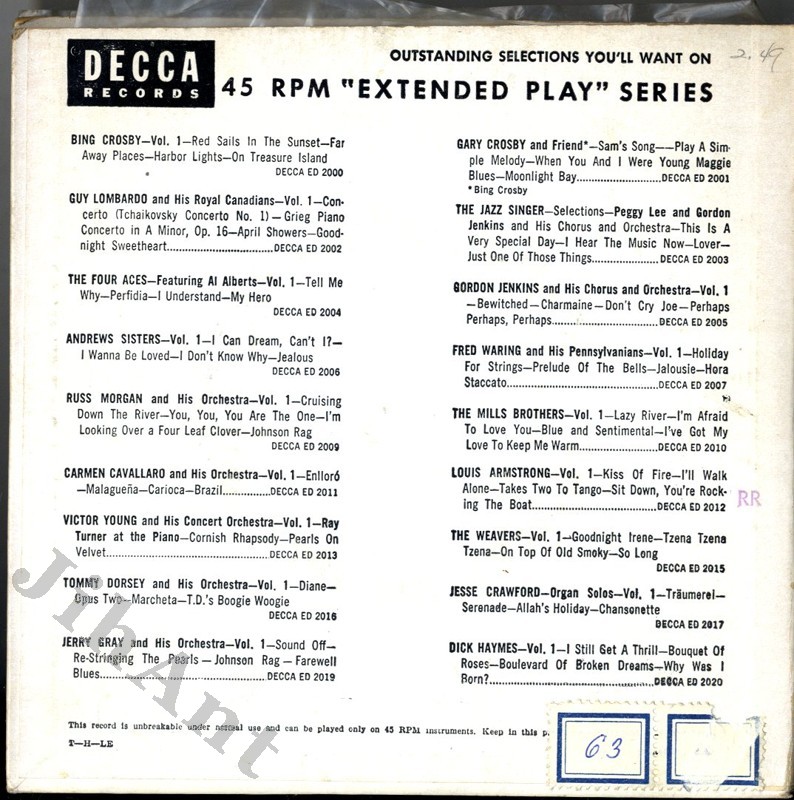 DECCA
RECORDS
OUTSTANDING SELECTIONS YOU'LL WANT ON
2.49
45 RPM "EXTENDED PLAY" SERIES
BING CROSBY—Vol. 1—Red Sails In The Sunset—Far
Away Places—Harbor Lights—On Treasure Island
DECCA ED 2000
GUY LOMBARDO and His Royal Canadians—Vol. 1—Con-
certo (Tchaikovsky Concerto No. 1)—Grieg Piano
Concerto in A Minor, Op. 16—April Showers—Good-
night Sweetheart..............................DECCA ED 2002
THE FOUR ACES—Featuring Al Alberts—Vol. 1—Tell Me
Why—Perfidia—I Understand—My Hero
DECCA ED 2004
ANDREWS SISTERS—Vol. 1—I Can Dream, Can't I?—
I Wanna Be Loved—I Don't Know Why—Jealous
DECCA ED 2006
RUSS MORGAN and His Orchestra—Vol. 1—Cruising
Down The River—You, You, You Are The One—I'm
Looking Over a Four Leaf Clover—Johnson Rag
DECCA ED 2009
CARMEN CAVALLARO and His Orchestra—Vol. 1—Enlloró
—Malagueña—Carioca—Brazil..............DECCA ED 2011
VICTOR YOUNG and His Concert Orchestra—Vol. 1—Ray
Turner at the Piano—Cornish Rhapsody—Pearls On
Velvet..............................................DECCA ED 2013
TOMMY DORSEY and His Orchestra—Vol. 1—Diane—
Opus Two—Marcheta—T.D.'s Boogie Woogie
DECCA ED 2016
JERRY GRAY and His Orchestra—Vol. 1—Sound Off—
Re-Stringing The Pearls—Johnson Rag—Farewell
Blues..............................................DECCA ED 2019
GARY CROSBY and Friend*—Sam's Song——Play A Sim-
ple Melody—When You And I Were Young Maggie
Blues—Moonlight Bay........................DECCA ED 2001
*Bing Crosby
THE JAZZ SINGER—Selections—Peggy Lee and Gordon
Jenkins and His Chorus and Orchestra—This Is A
Very Special Day—I Hear The Music Now—Lover—
Just One Of Those Things...................DECCA ED 2003
GORDON JENKINS and His Chorus and Orchestra—Vol. 1
—Bewitched—Charmaine—Don't Cry Joe—Perhaps
Perhaps, Perhaps..............................DECCA ED 2005
FRED WARING and His Pennsylvanians—Vol. 1—Holiday
For Strings—Prelude Of The Bells—Jalousie—Hora
Staccato..........................................DECCA ED 2007
THE MILLS BROTHERS—Vol. 1—Lazy River—I'm Afraid
To Love You—Blue and Sentimental—I've Got My
Love To Keep Me Warm......................DECCA ED 2010
LOUIS ARMSTRONG—Vol. 1—Kiss Of Fire—I'll Walk
Alone—Takes Two To Tango—Sit Down, You're Rock-
ing The Boat....................................DECCA ED 2012
RR
THE WEAVERS—Vol. 1—Goodnight Irene—Tzena Tzena
Tzena—On Top Of Old Smoky—So Long
DECCA ED 2015
JESSE CRAWFORD—Organ Solos—Vol. 1—Träumerei—
Serenade—Allah's Holiday—Chansonette
DECCA ED 2017
DICK HAYMES—Vol. 1—I Still Get A Thrill—Bouquet Of
Roses—Boulevard Of Broken Dreams—Why Was I
Born?..............................................DECCA ED 2020
This record is unbreakable under normal use and can be played only on 45 RPM instruments. Keep in this
T—H—LE
63
JihAnt